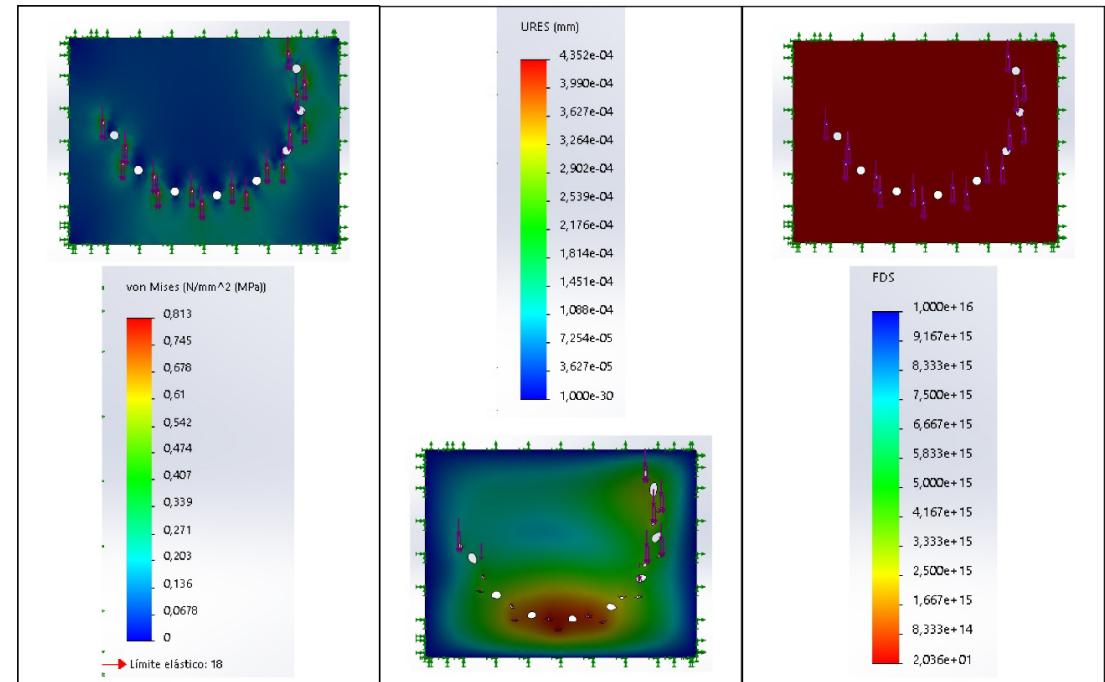 von Mises (N/mm^2 (MPa))
0,813
0,745
0,678
0,61
0,542
0,474
0,407
0,339
0,271
0,203
0,136
0,0678
0
Límite elástico: 18
URES (mm)
4,352e-04
3,990e-04
3,627e-04
3,264e-04
2,902e-04
2,539e-04
2,176e-04
1,814e-04
1,451e-04
1,088e-04
7,254e-05
3,627e-05
1,000e-30
FDS
1,000e+16
9,167e+15
8,333e+15
7,500e+15
6,667e+15
5,833e+15
5,000e+15
4,167e+15
3,333e+15
2,500e+15
1,667e+15
8,333e+14
2,036e+01